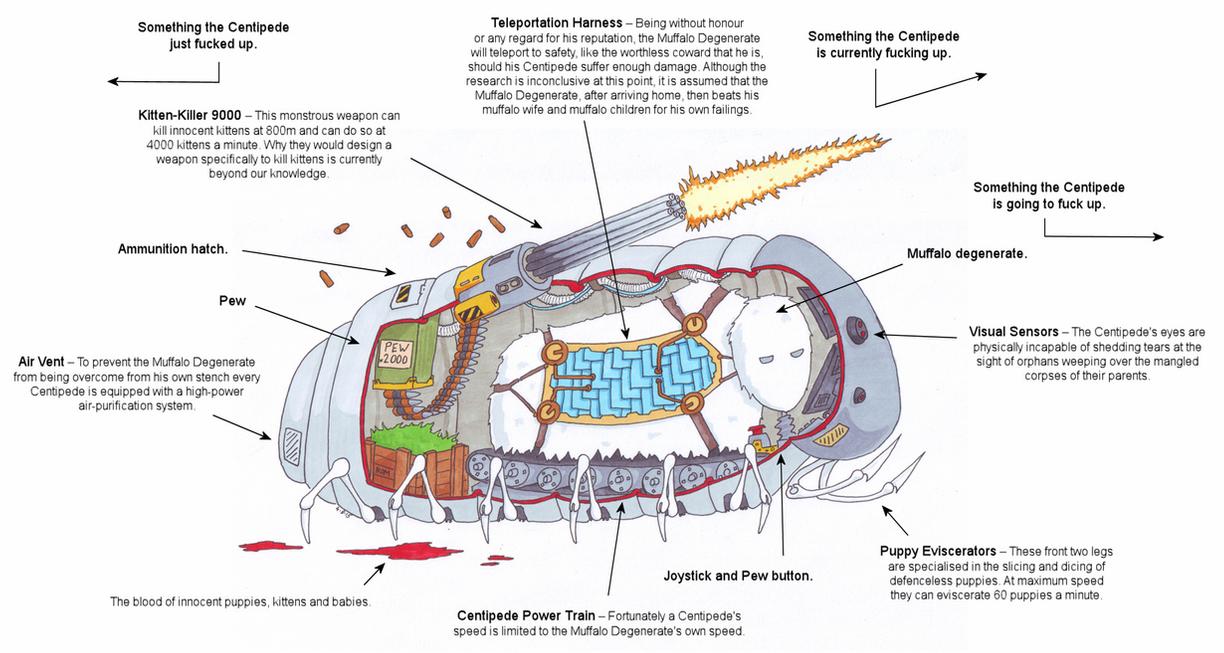 Something the Centipede
just fucked up.
Teleportation Harness – Being without honour
or any regard for his reputation, the Muffalo Degenerate
will teleport to safety, like the worthless coward that he is,
should his Centipede suffer enough damage. Although the
research is inconclusive at this point, it is assumed that the
Muffalo Degenerate, after arriving home, then beats his
muffalo wife and muffalo children for his own failings.
Something the Centipede
is currently fucking up.
Kitten-Killer 9000 – This monstrous weapon can
kill innocent kittens at 800m and can do so at
4000 kittens a minute. Why they would design a
weapon specifically to kill kittens is currently
beyond our knowledge.
Something the Centipede
is going to fuck up.
Ammunition hatch.
Muffalo degenerate.
Pew
Visual Sensors – The Centipede's eyes are
physically incapable of shedding tears at the
sight of orphans weeping over the mangled
corpses of their parents.
PEW
2000
Air Vent – To prevent the Muffalo Degenerate
from being overcome from his own stench every
Centipede is equipped with a high-power
air-purification system.
Puppy Eviscerators – These front two legs
are specialised in the slicing and dicing of
defenceless puppies. At maximum speed
they can eviscerate 60 puppies a minute.
Joystick and Pew button.
The blood of innocent puppies, kittens and babies.
Centipede Power Train – Fortunately a Centipede's
speed is limited to the Muffalo Degenerate's own speed.